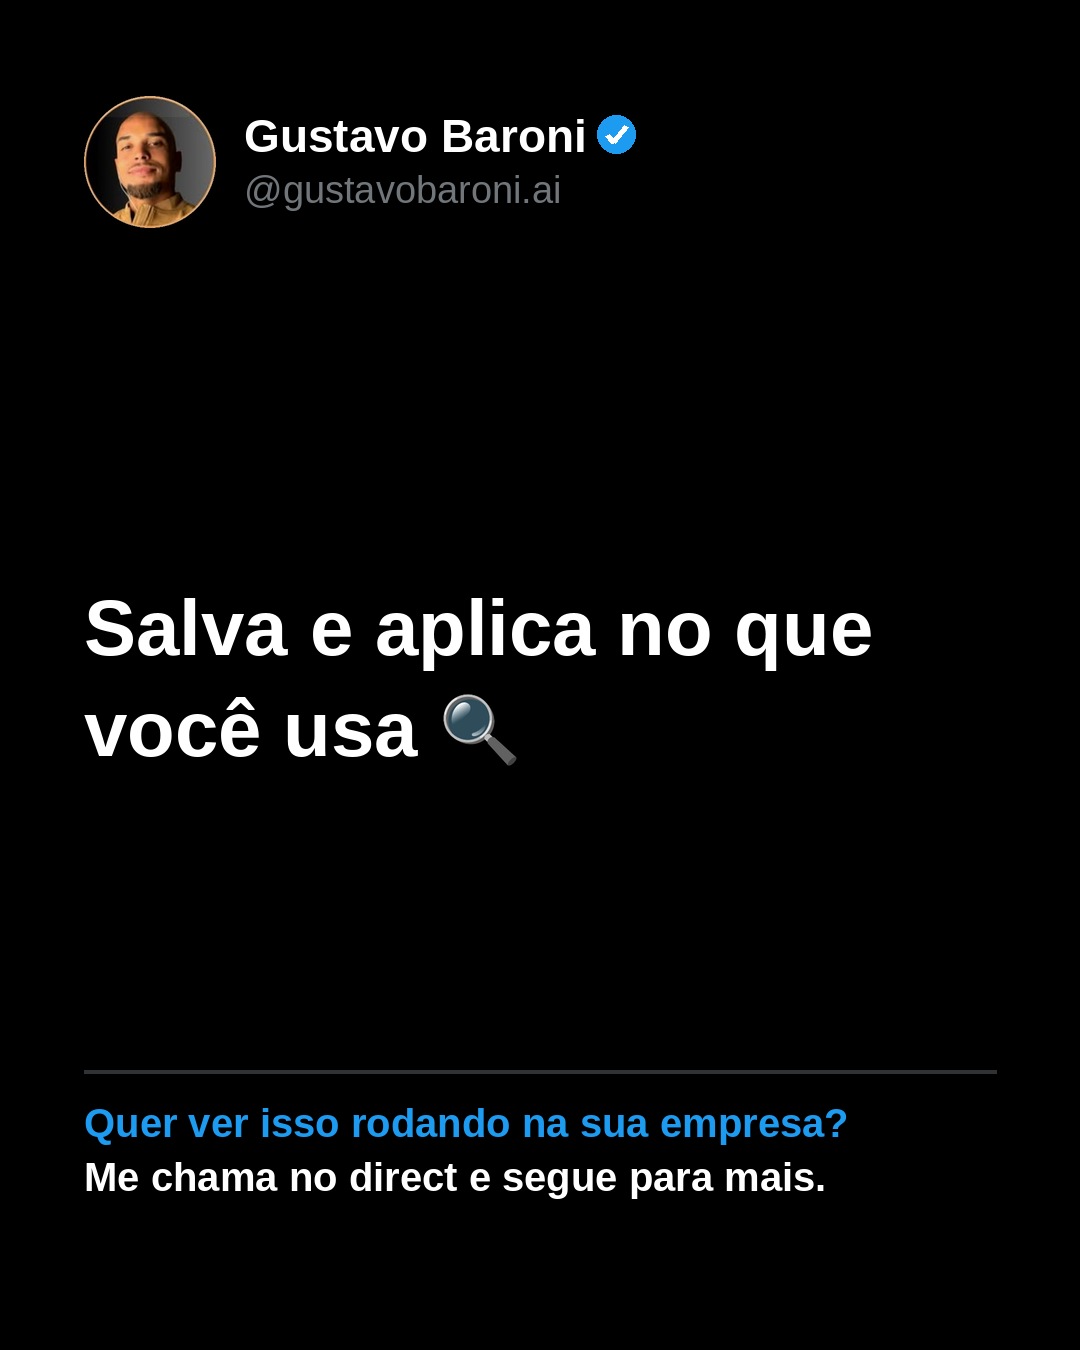 Gustavo Baroni
@gustavobaroni.ai
Salva e aplica no que
você usa 🔍
Quer ver isso rodando na sua empresa?
Me chama no direct e segue para mais.